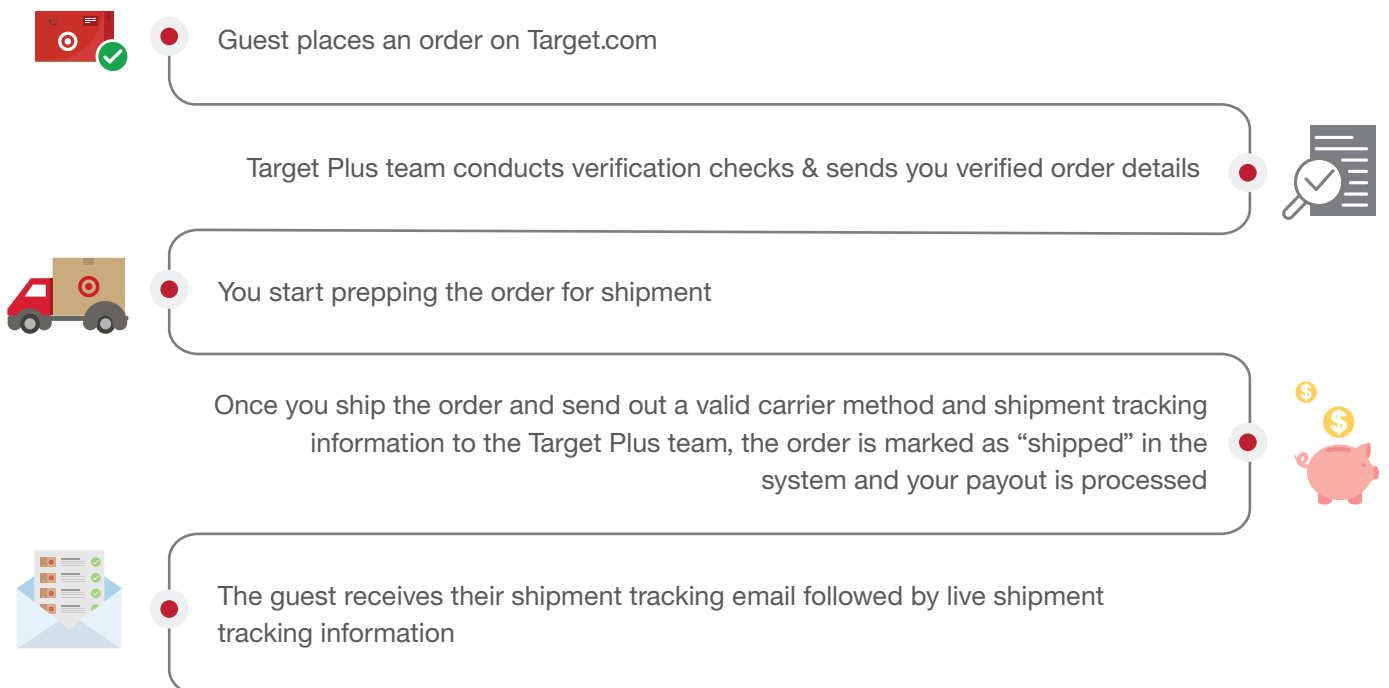 Guest places an order on Target.com
Target Plus team conducts verification checks & sends you verified order details
You start prepping the order for shipment
Once you ship the order and send out a valid carrier method and shipment tracking
information to the Target Plus team, the order is marked as “shipped” in the
system and your payout is processed
$
$
The guest receives their shipment tracking email followed by live shipment
tracking information